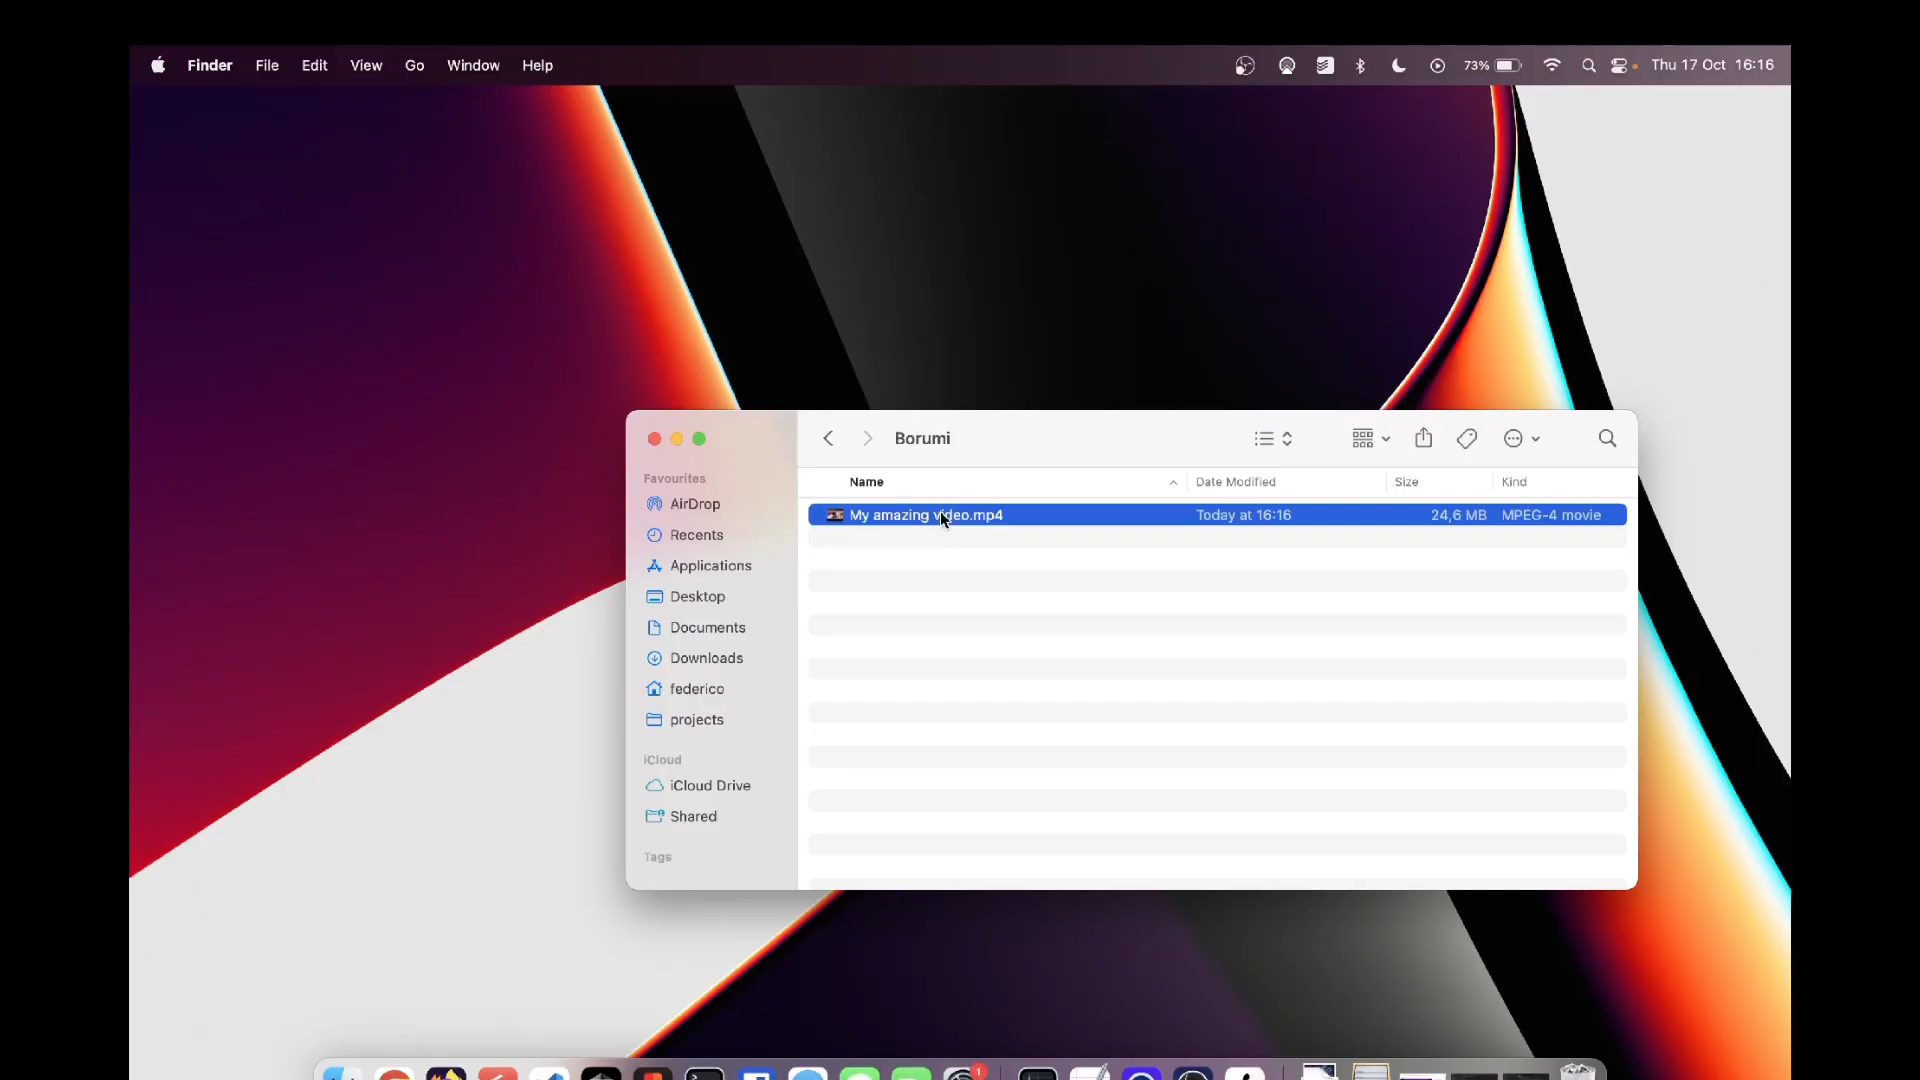 Finder File Edit View Go Window Help 73% Thu 17 Oct 16:16
Borumi
Favourites
AirDrop
Recents
Applications
Desktop
Documents
Downloads
federico
projects
iCloud
iCloud Drive
Shared
Tags
Name Date Modified Size Kind
My amazing video.mp4 Today at 16:16 24,6 MB MPEG-4 movie
1